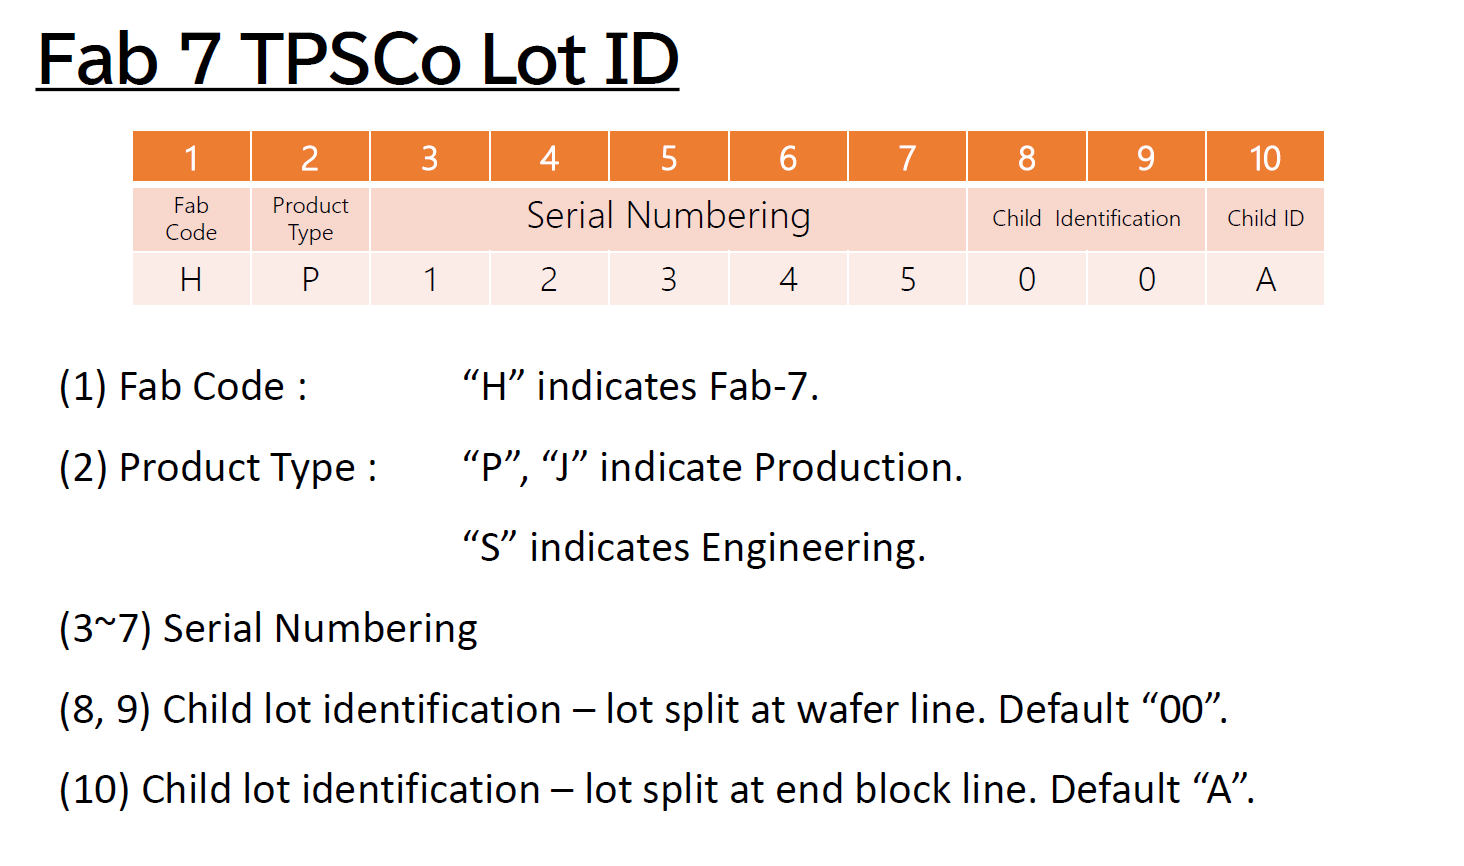 Fab 7 TPSCo Lot ID
1 2 3 4 5 6 7 8 9 10
Fab Code Product Type Serial Numbering Child Identification Child ID
H P 1 2 3 4 5 0 0 A
(1) Fab Code : “H” indicates Fab-7.
(2) Product Type : “P”, “J” indicate Production.
“S” indicates Engineering.
(3~7) Serial Numbering
(8, 9) Child lot identification – lot split at wafer line. Default “00”.
(10) Child lot identification – lot split at end block line. Default “A”.